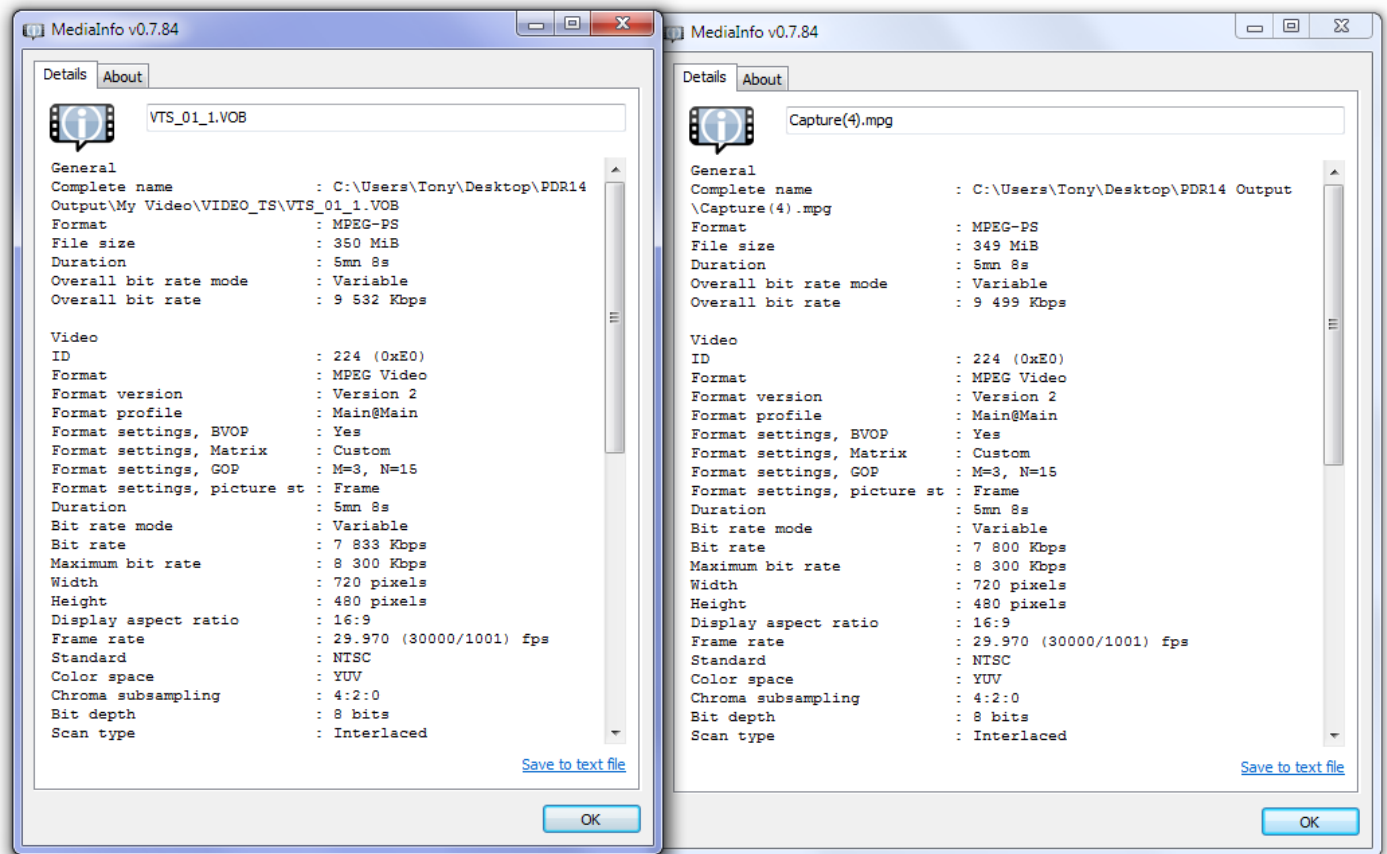 MediaInfo v0.7.84
Details About
VTS_01_1.VOB
General
Complete name : C:\Users\Tony\Desktop\PDR14
Output\My Video\VIDEO_TS\VTS_01_1.VOB
Format : MPEG-PS
File size : 350 MiB
Duration : 5mn 8s
Overall bit rate mode : Variable
Overall bit rate : 9 532 Kbps
Video
ID : 224 (0xE0)
Format : MPEG Video
Format version : Version 2
Format profile : Main@Main
Format settings, BVOP : Yes
Format settings, Matrix : Custom
Format settings, GOP : M=3, N=15
Format settings, picture st : Frame
Duration : 5mn 8s
Bit rate mode : Variable
Bit rate : 7 833 Kbps
Maximum bit rate : 8 300 Kbps
Width : 720 pixels
Height : 480 pixels
Display aspect ratio : 16:9
Frame rate : 29.970 (30000/1001) fps
Standard : NTSC
Color space : YUV
Chroma subsampling : 4:2:0
Bit depth : 8 bits
Scan type : Interlaced
Save to text file
OK
MediaInfo v0.7.84
Details About
Capture(4).mpg
General
Complete name : C:\Users\Tony\Desktop\PDR14 Output
\Capture(4).mpg
Format : MPEG-PS
File size : 349 MiB
Duration : 5mn 8s
Overall bit rate mode : Variable
Overall bit rate : 9 499 Kbps
Video
ID : 224 (0xE0)
Format : MPEG Video
Format version : Version 2
Format profile : Main@Main
Format settings, BVOP : Yes
Format settings, Matrix : Custom
Format settings, GOP : M=3, N=15
Format settings, picture st : Frame
Duration : 5mn 8s
Bit rate mode : Variable
Bit rate : 7 800 Kbps
Maximum bit rate : 8 300 Kbps
Width : 720 pixels
Height : 480 pixels
Display aspect ratio : 16:9
Frame rate : 29.970 (30000/1001) fps
Standard : NTSC
Color space : YUV
Chroma subsampling : 4:2:0
Bit depth : 8 bits
Scan type : Interlaced
Save to text file
OK